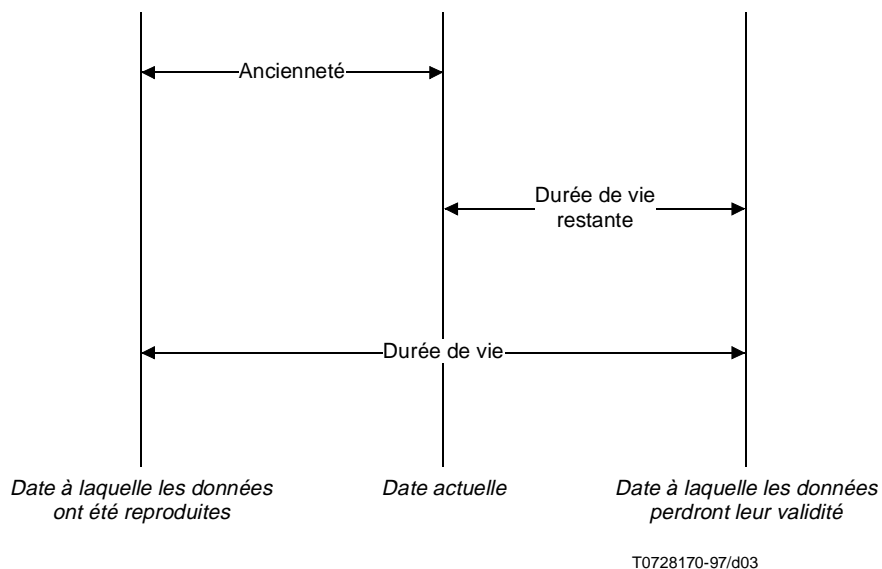 Ancienneté
Durée de vie
restante
Durée de vie
Date à laquelle les données
ont été reproduites
Date actuelle
Date à laquelle les données
perdront leur validité
T0728170-97/d03